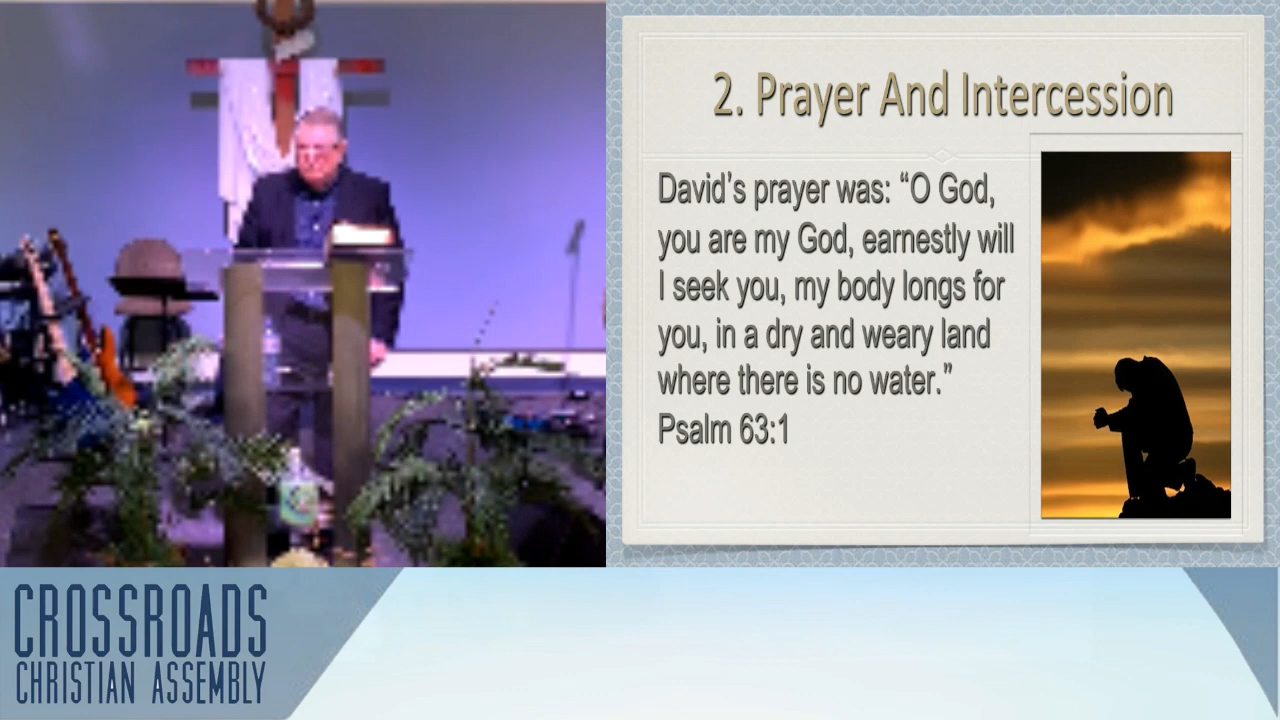 2. Prayer And Intercession
David’s prayer was: “O God,
you are my God, earnestly will
I seek you, my body longs for
you, in a dry and weary land
where there is no water.”
Psalm 63:1
CROSSROADS
CHRISTIAN ASSEMBLY